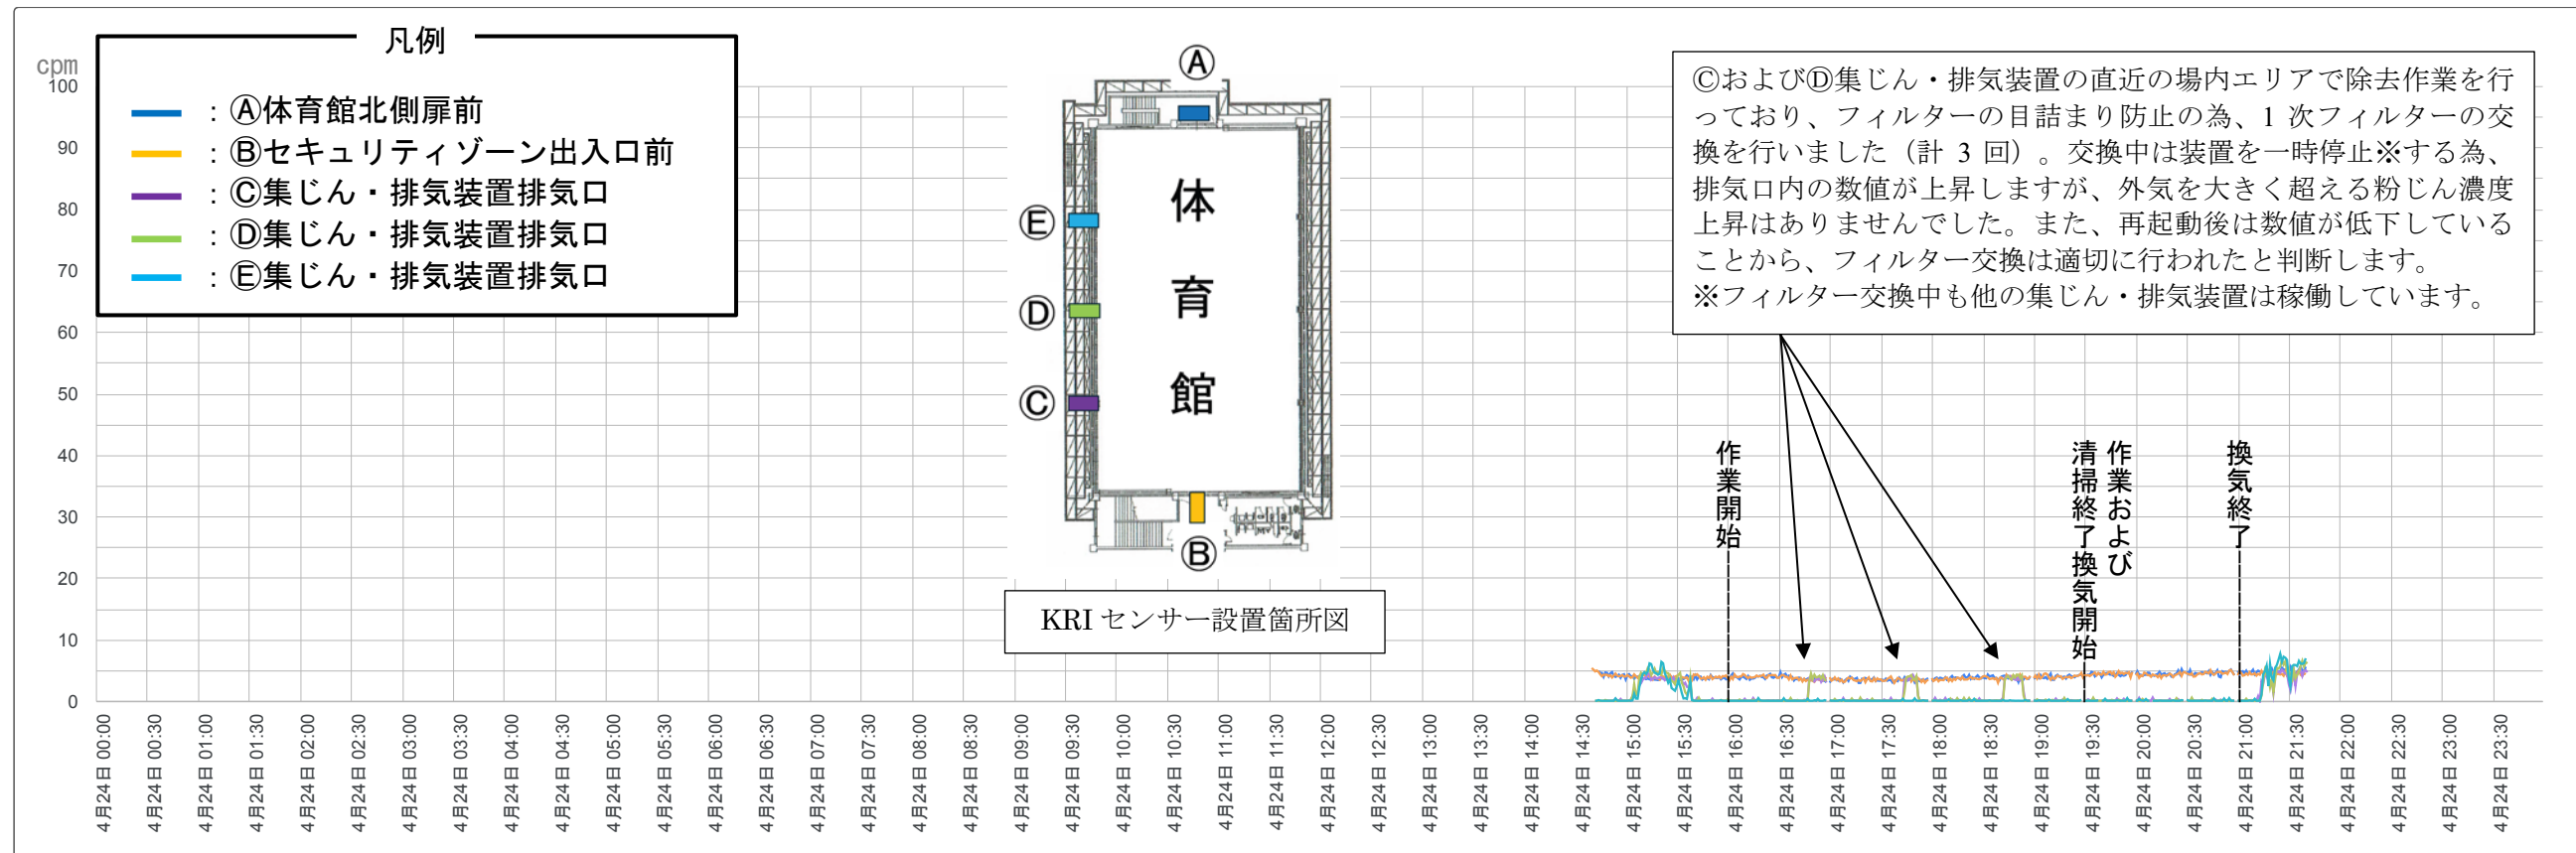 凡例
cpm
：Ⓐ体育館北側扉前
：Ⓑセキュリティゾーン出入口前
：Ⓒ集じん・排気装置排気口
：Ⓓ集じん・排気装置排気口
：Ⓔ集じん・排気装置排気口
100
90
80
70
60
50
40
30
20
10
0
Ⓐ
Ⓔ
Ⓓ
Ⓒ
Ⓑ
体育館
KRIセンサー設置箇所図
Ⓒおよびⓓ集じん・排気装置の直近の場内エリアで除去作業を行
っており、フィルターの目詰まり防止の為、1 次フィルターの交
換を行いました（計 3 回）。交換中は装置を一時停止※する為、
排気口内の数値が上昇しますが、外気を大きく超える粉じん濃度
上昇はありませんでした。また、再起動後は数値が低下している
ことから、フィルター交換は適切に行われたと判断します。
※フィルター交換中も他の集じん・排気装置は稼働しています。
作業開始
作業および
清掃終了換気開始
換気終了
4月24日 00:00
4月24日 00:30
4月24日 01:00
4月24日 01:30
4月24日 02:00
4月24日 02:30
4月24日 03:00
4月24日 03:30
4月24日 04:00
4月24日 04:30
4月24日 05:00
4月24日 05:30
4月24日 06:00
4月24日 06:30
4月24日 07:00
4月24日 07:30
4月24日 08:00
4月24日 08:30
4月24日 09:00
4月24日 09:30
4月24日 10:00
4月24日 10:30
4月24日 11:00
4月24日 11:30
4月24日 12:00
4月24日 12:30
4月24日 13:00
4月24日 13:30
4月24日 14:00
4月24日 14:30
4月24日 15:00
4月24日 15:30
4月24日 16:00
4月24日 16:30
4月24日 17:00
4月24日 17:30
4月24日 18:00
4月24日 18:30
4月24日 19:00
4月24日 19:30
4月24日 20:00
4月24日 20:30
4月24日 21:00
4月24日 21:30
4月24日 22:00
4月24日 22:30
4月24日 23:00
4月24日 23:30